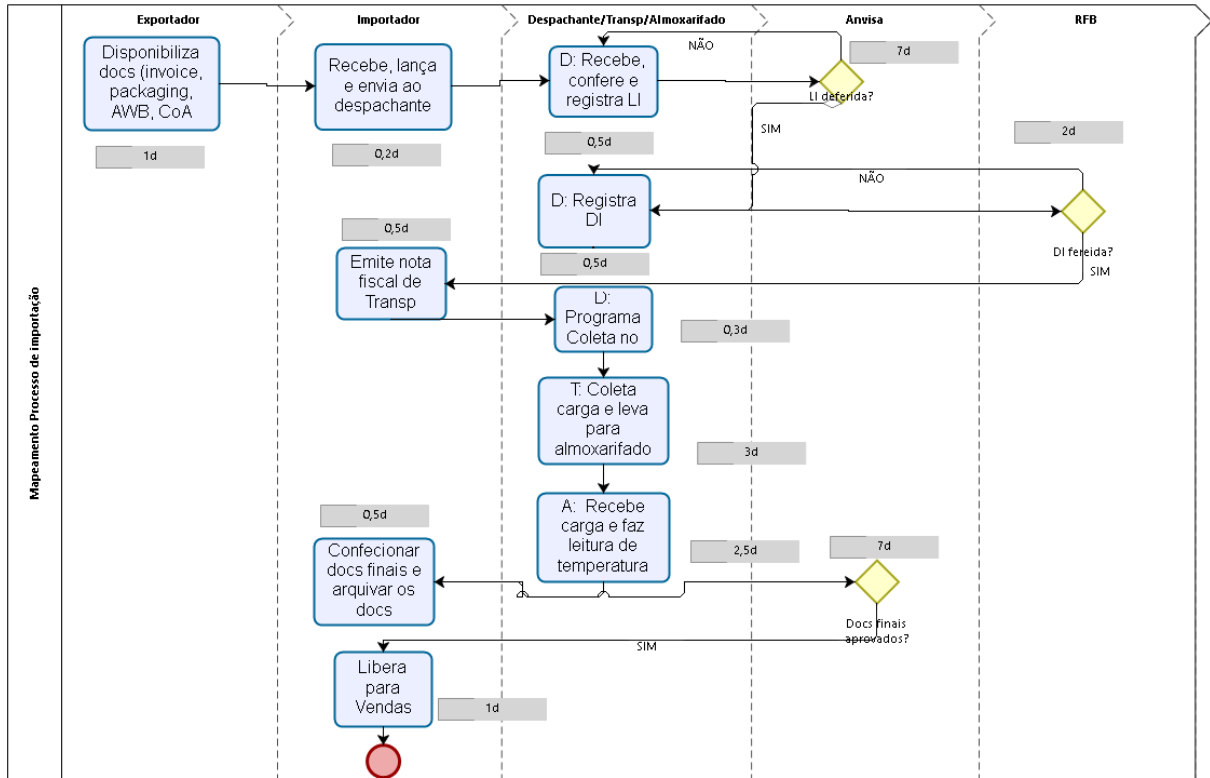 Exportador
Importador
Despachante/Transp/Almoxarifado
Anvisa
RFB
Mapeamento Processo de importação
Disponibiliza
docs (invoice,
packaging,
AWB, CoA
1d
Recebe, lança
e envia ao
despachante
0,2d
D: Recebe,
confere e
registra LI
0,5d
NÃO
7d
LI deferida?
SIM
2d
D: Registra
DI
0,5d
NÃO
DI fereida?
SIM
0,5d
Emite nota
fiscal de
Transp
D:
Programa
Coleta no
0,3d
T: Coleta
carga e leva
para
almoxarifado
3d
A: Recebe
carga e faz
leitura de
temperatura
2,5d
0,5d
Confecionar
docs finais e
arquivar os
docs
7d
Docs finais
aprovados?
SIM
Libera
para
Vendas
1d